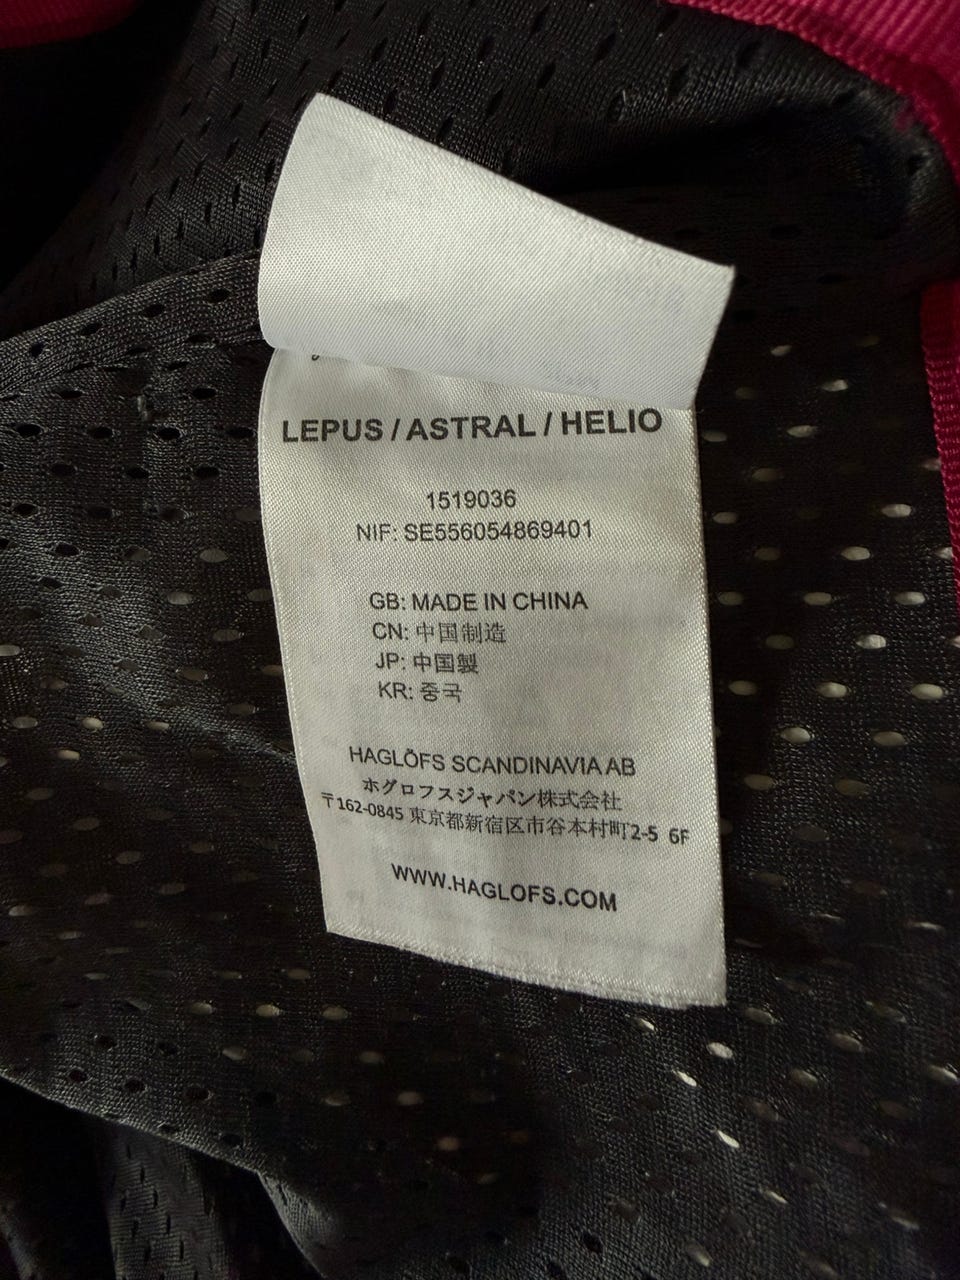 LEPUS / ASTRAL / HELIO
1519036
NIF: SE556054869401
GB: MADE IN CHINA
CN: 中国制造
JP: 中国製
KR: 중국
HAGLÖFS SCANDINAVIA AB
ホグロフスジャパン株式会社
〒162-0845 東京都新宿区市谷本村町2-5 6F
WWW.HAGLOFS.COM